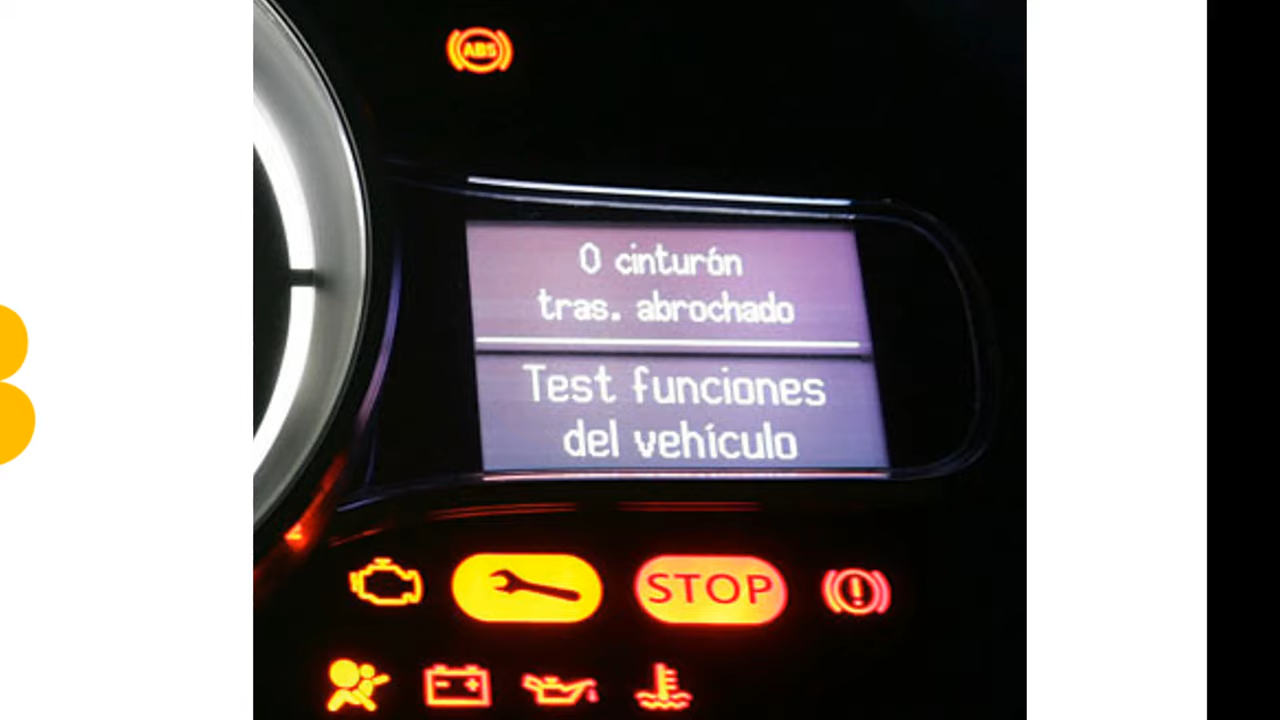 ABS
0 cinturón
tras. abrochado
Test funciones
del vehículo
STOP